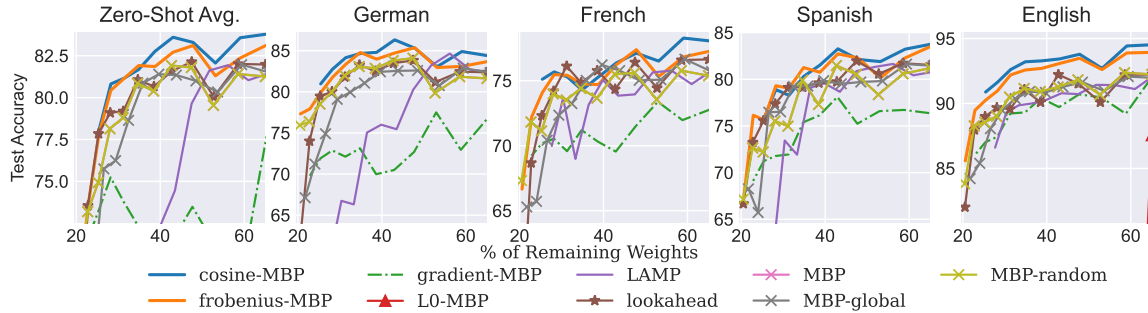 Zero-Shot Avg. German French Spanish English
Test Accuracy
82.5
80.0
77.5
75.0
20 40 60
85
80
75
70
65
20 40 60
75
70
65
20 40 60
85
80
75
70
65
20 40 60
95
90
85
20 40 60
% of Remaining Weights
cosine-MBP gradient-MBP LAMP MBP MBP-random
frobenius-MBP L0-MBP lookahead MBP-global